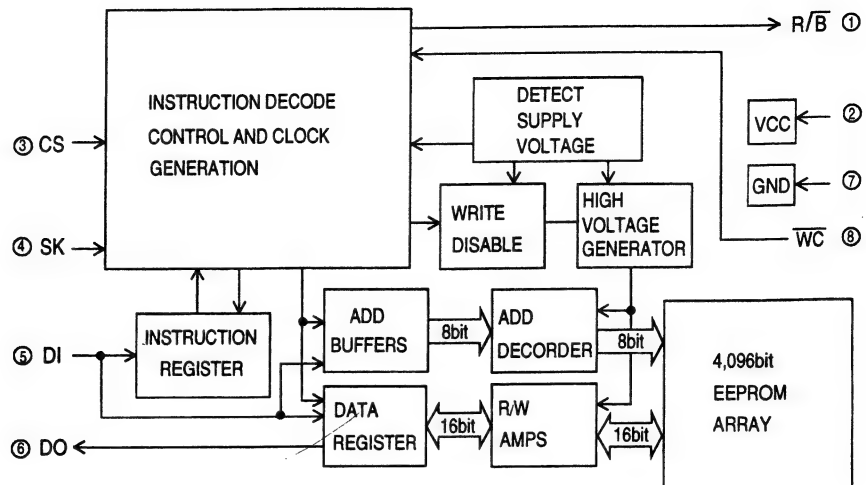 R/B̅ ①
INSTRUCTION DECODE
CONTROL AND CLOCK
GENERATION
DETECT
SUPPLY
VOLTAGE
VCC ②
③ CS
GND ⑦
WRITE
DISABLE
HIGH
VOLTAGE
GENERATOR
④ SK
W̅C̅ ⑧
INSTRUCTION
REGISTER
ADD
BUFFERS
8bit
ADD
DECORDER
8bit
⑤ DI
4,096bit
EEPROM
ARRAY
DATA
REGISTER
16bit
R/W
AMPS
16bit
⑥ DO